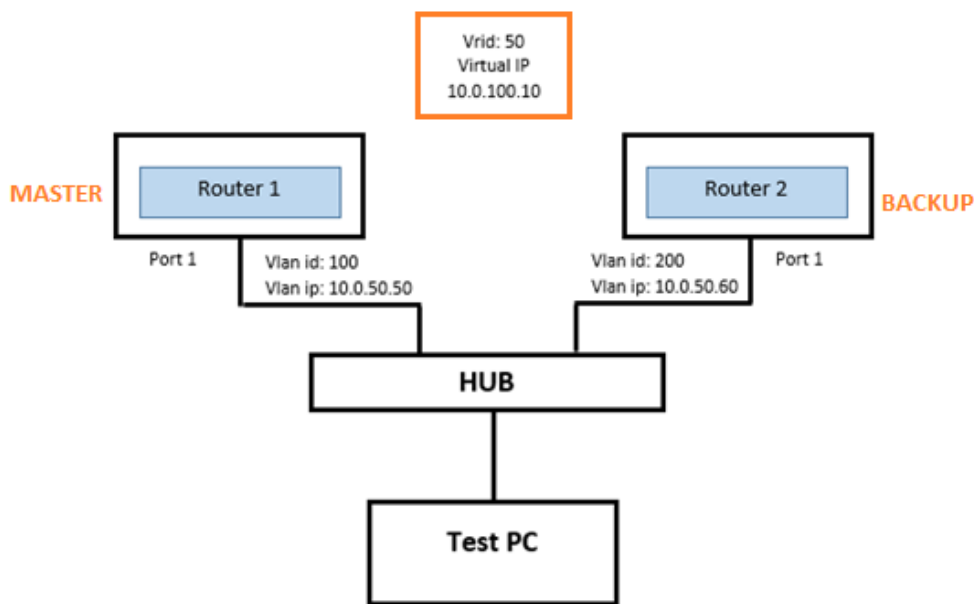 Vrid: 50
Virtual IP
10.0.100.10
MASTER
Router 1
Router 2
BACKUP
Port 1
Vlan id: 100
Vlan ip: 10.0.50.50
Vlan id: 200
Vlan ip: 10.0.50.60
Port 1
HUB
Test PC